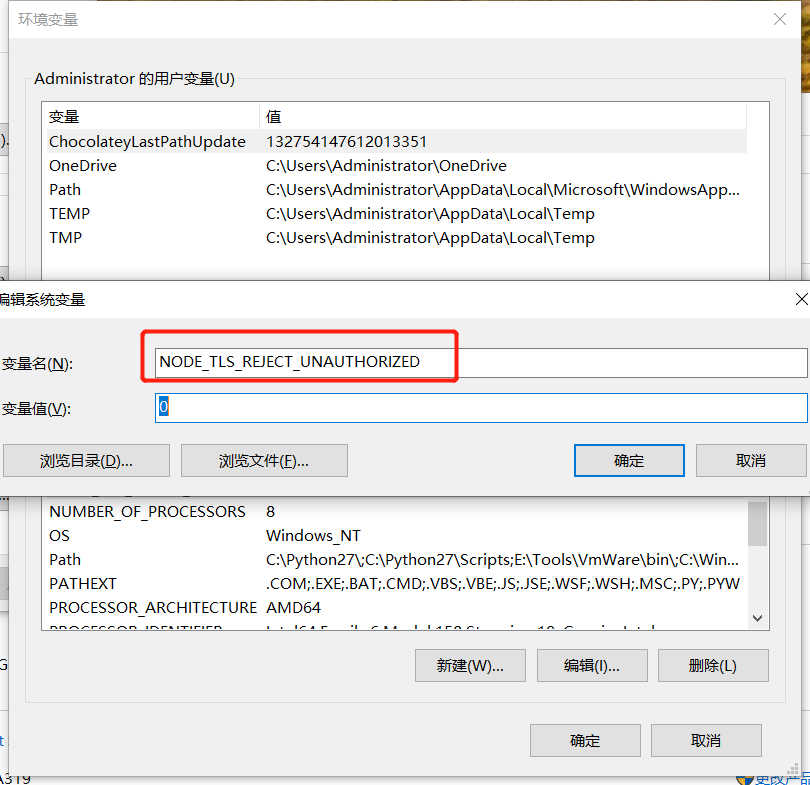 环境变量
Administrator 的用户变量(U)
变量 值
ChocolateyLastPathUpdate 132754147612013351
OneDrive C:\Users\Administrator\OneDrive
Path C:\Users\Administrator\AppData\Local\Microsoft\WindowsApp...
TEMP C:\Users\Administrator\AppData\Local\Temp
TMP C:\Users\Administrator\AppData\Local\Temp
编辑系统变量
变量名(N): NODE_TLS_REJECT_UNAUTHORIZED
变量值(V): 0
浏览目录(D)... 浏览文件(F)... 确定 取消
NUMBER_OF_PROCESSORS 8
OS Windows_NT
Path C:\Python27\;C:\Python27\Scripts;E:\Tools\VmWare\bin\;C:\Win...
PATHEXT .COM;.EXE;.BAT;.CMD;.VBS;.VBE;.JS;.JSE;.WSF;.WSH;.MSC;.PY;.PYW
PROCESSOR_ARCHITECTURE AMD64
新建(W)... 编辑(I)... 删除(L)
确定 取消
A319 更改产品